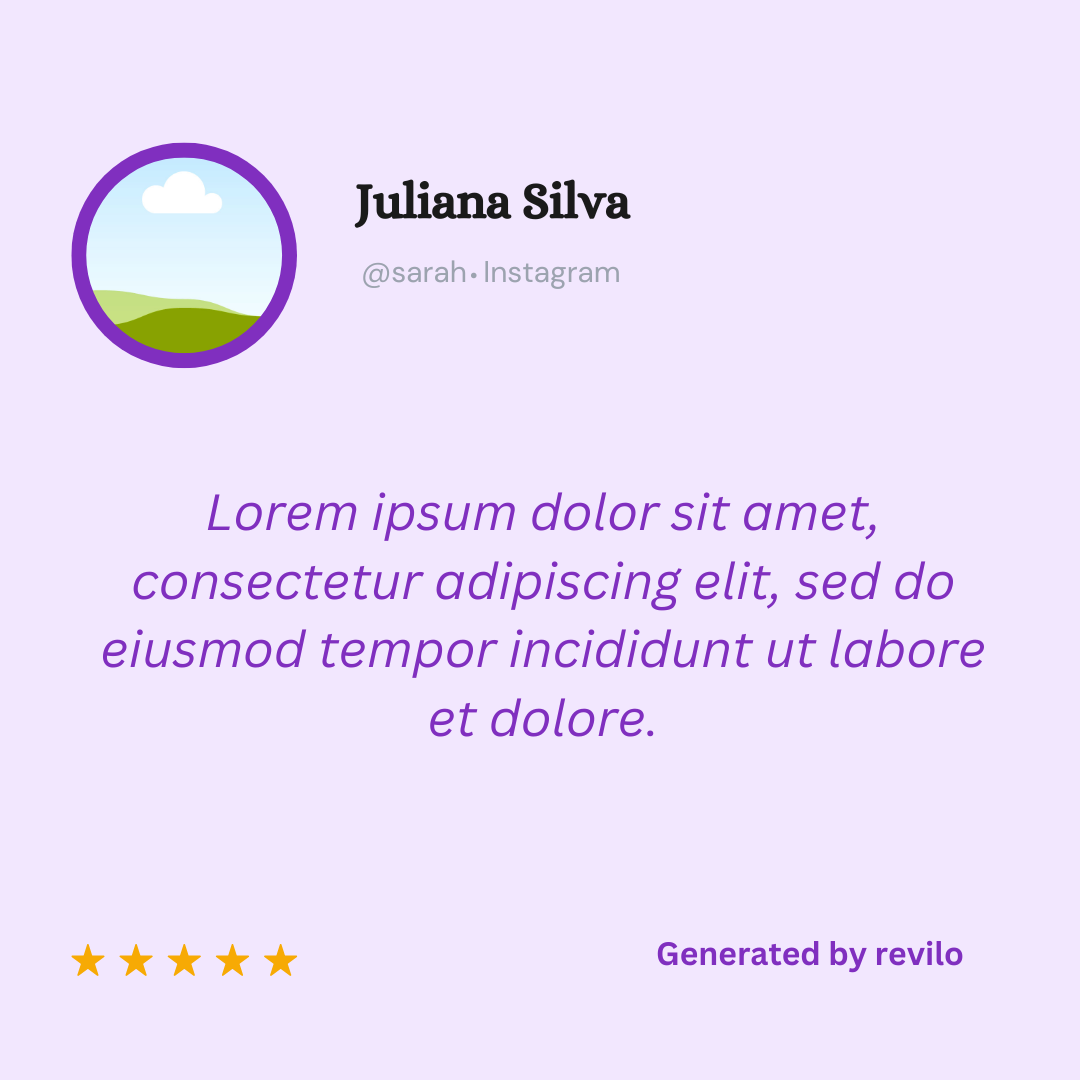 Juliana Silva
@sarah • Instagram
Lorem ipsum dolor sit amet,
consectetur adipiscing elit, sed do
eiusmod tempor incididunt ut labore
et dolore.
Generated by revilo